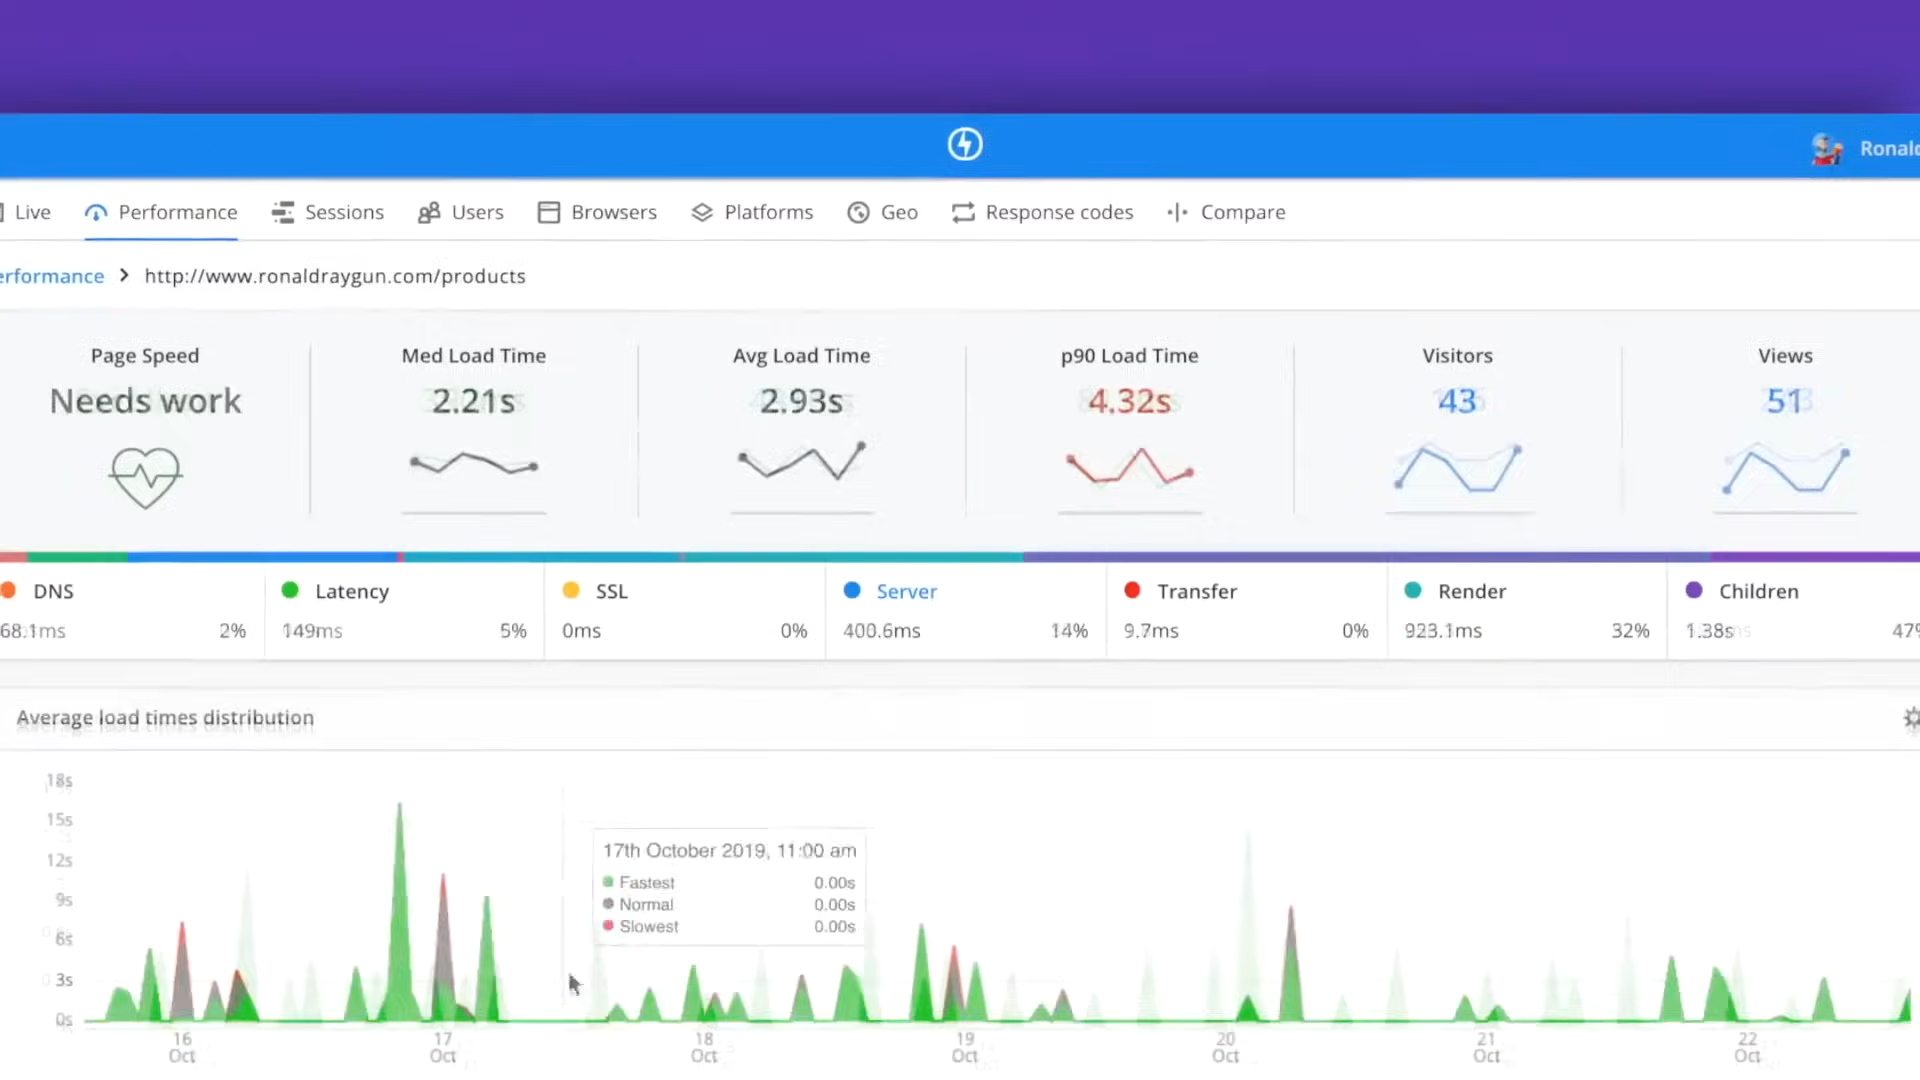 Ronald
Live Performance Sessions Users Browsers Platforms Geo Response codes Compare
erformance > http://www.ronaldraygun.com/products
Page Speed Med Load Time Avg Load Time p90 Load Time Visitors Views
Needs work 2.21s 2.93s 4.32s 43 51
DNS Latency SSL Server Transfer Render Children
68.1ms 2% 149ms 5% 0ms 0% 400.6ms 14% 9.7ms 0% 923.1ms 32% 1.38s 47%
Average load times distribution
18s
15s
12s
9s
6s
3s
0s
17th October 2019, 11:00 am
Fastest 0.00s
Normal 0.00s
Slowest 0.00s
16 17 18 19 20 21 22
Oct Oct Oct Oct Oct Oct Oct